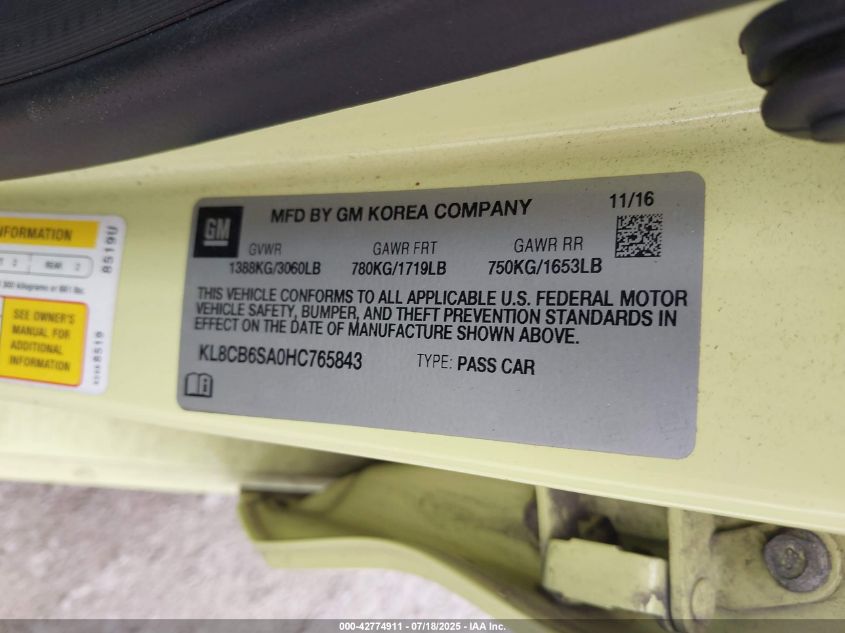 GM
MFD BY GM KOREA COMPANY
11/16
GVWR GAWR FRT GAWR RR
1388KG/3060LB 780KG/1719LB 750KG/1653LB
THIS VEHICLE CONFORMS TO ALL APPLICABLE U.S. FEDERAL MOTOR
VEHICLE SAFETY, BUMPER, AND THEFT PREVENTION STANDARDS IN
EFFECT ON THE DATE OF MANUFACTURE SHOWN ABOVE.
KL8CB6SA0HC765843 TYPE: PASS CAR
REAR 2
SEE OWNER'S
MANUAL FOR
ADDITIONAL
INFORMATION
8519U
000-42774911 - 07/18/2025 - IAA Inc.